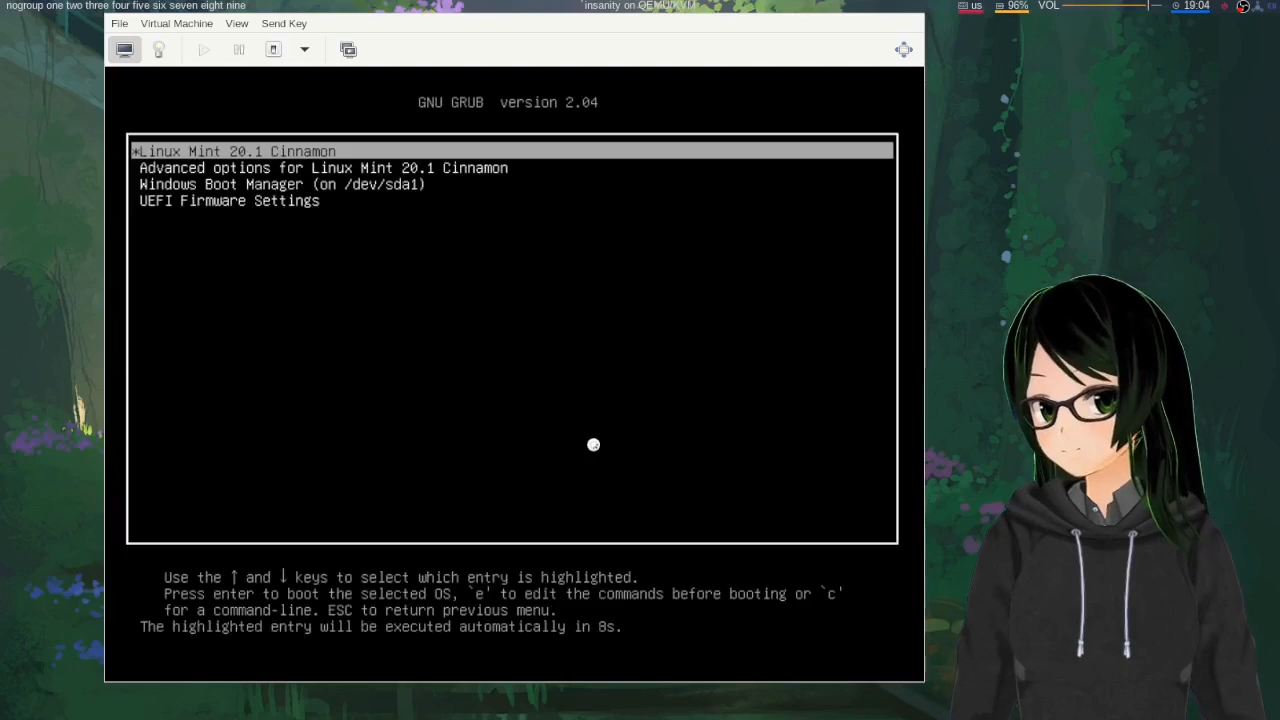 nogroup one two three four five six seven eight nine
`insanity on QEMU/KVM
us 96% VOL 19:04
File Virtual Machine View Send Key
GNU GRUB version 2.04
*Linux Mint 20.1 Cinnamon
Advanced options for Linux Mint 20.1 Cinnamon
Windows Boot Manager (on /dev/sda1)
UEFI Firmware Settings
Use the ↑ and ↓ keys to select which entry is highlighted.
Press enter to boot the selected OS, `e' to edit the commands before booting or `c'
for a command-line. ESC to return previous menu.
The highlighted entry will be executed automatically in 8s.